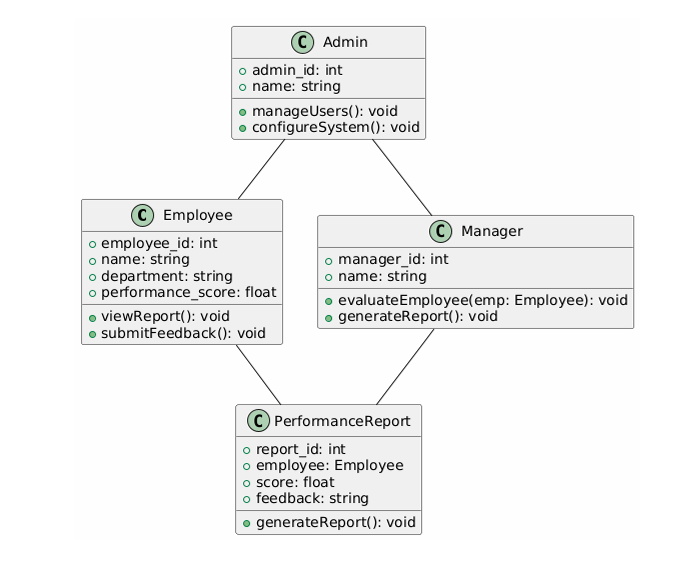 C Admin
admin_id: int
name: string
manageUsers(): void
configureSystem(): void
C Employee
employee_id: int
name: string
department: string
performance_score: float
viewReport(): void
submitFeedback(): void
C Manager
manager_id: int
name: string
evaluateEmployee(emp: Employee): void
generateReport(): void
C PerformanceReport
report_id: int
employee: Employee
score: float
feedback: string
generateReport(): void